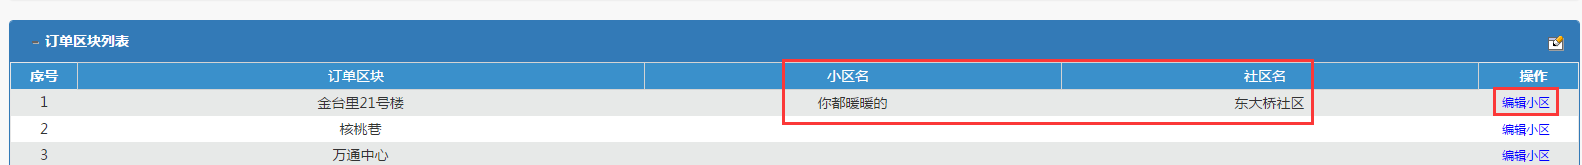 订单区块列表
序号 订单区块 小区名 社区名 操作
1 金台里21号楼 你都暖暖的 东大桥社区 编辑小区
2 核桃巷 编辑小区
3 万通中心 编辑小区